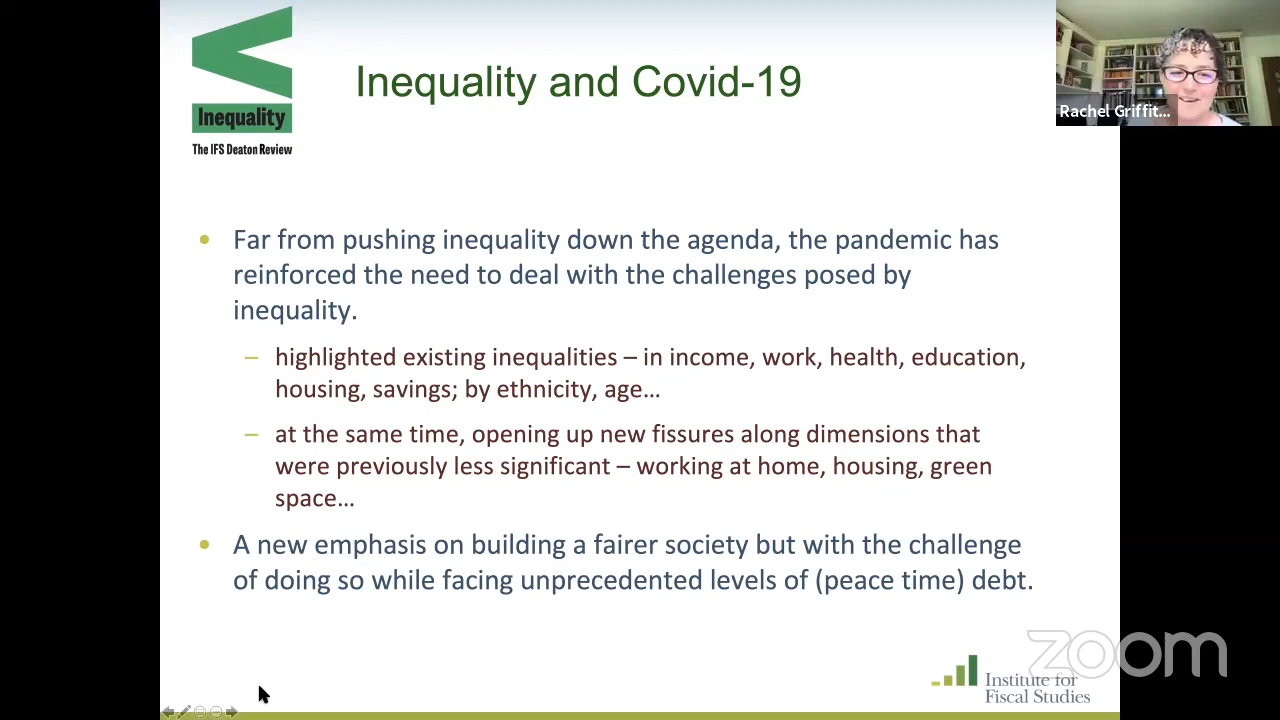 Inequality and Covid-19
Inequality
The IFS Deaton Review
Rachel Griffit...
• Far from pushing inequality down the agenda, the pandemic has
reinforced the need to deal with the challenges posed by
inequality.
– highlighted existing inequalities – in income, work, health, education,
housing, savings; by ethnicity, age…
– at the same time, opening up new fissures along dimensions that
were previously less significant – working at home, housing, green
space…
• A new emphasis on building a fairer society but with the challenge
of doing so while facing unprecedented levels of (peace time) debt.
zoom
Institute for
Fiscal Studies